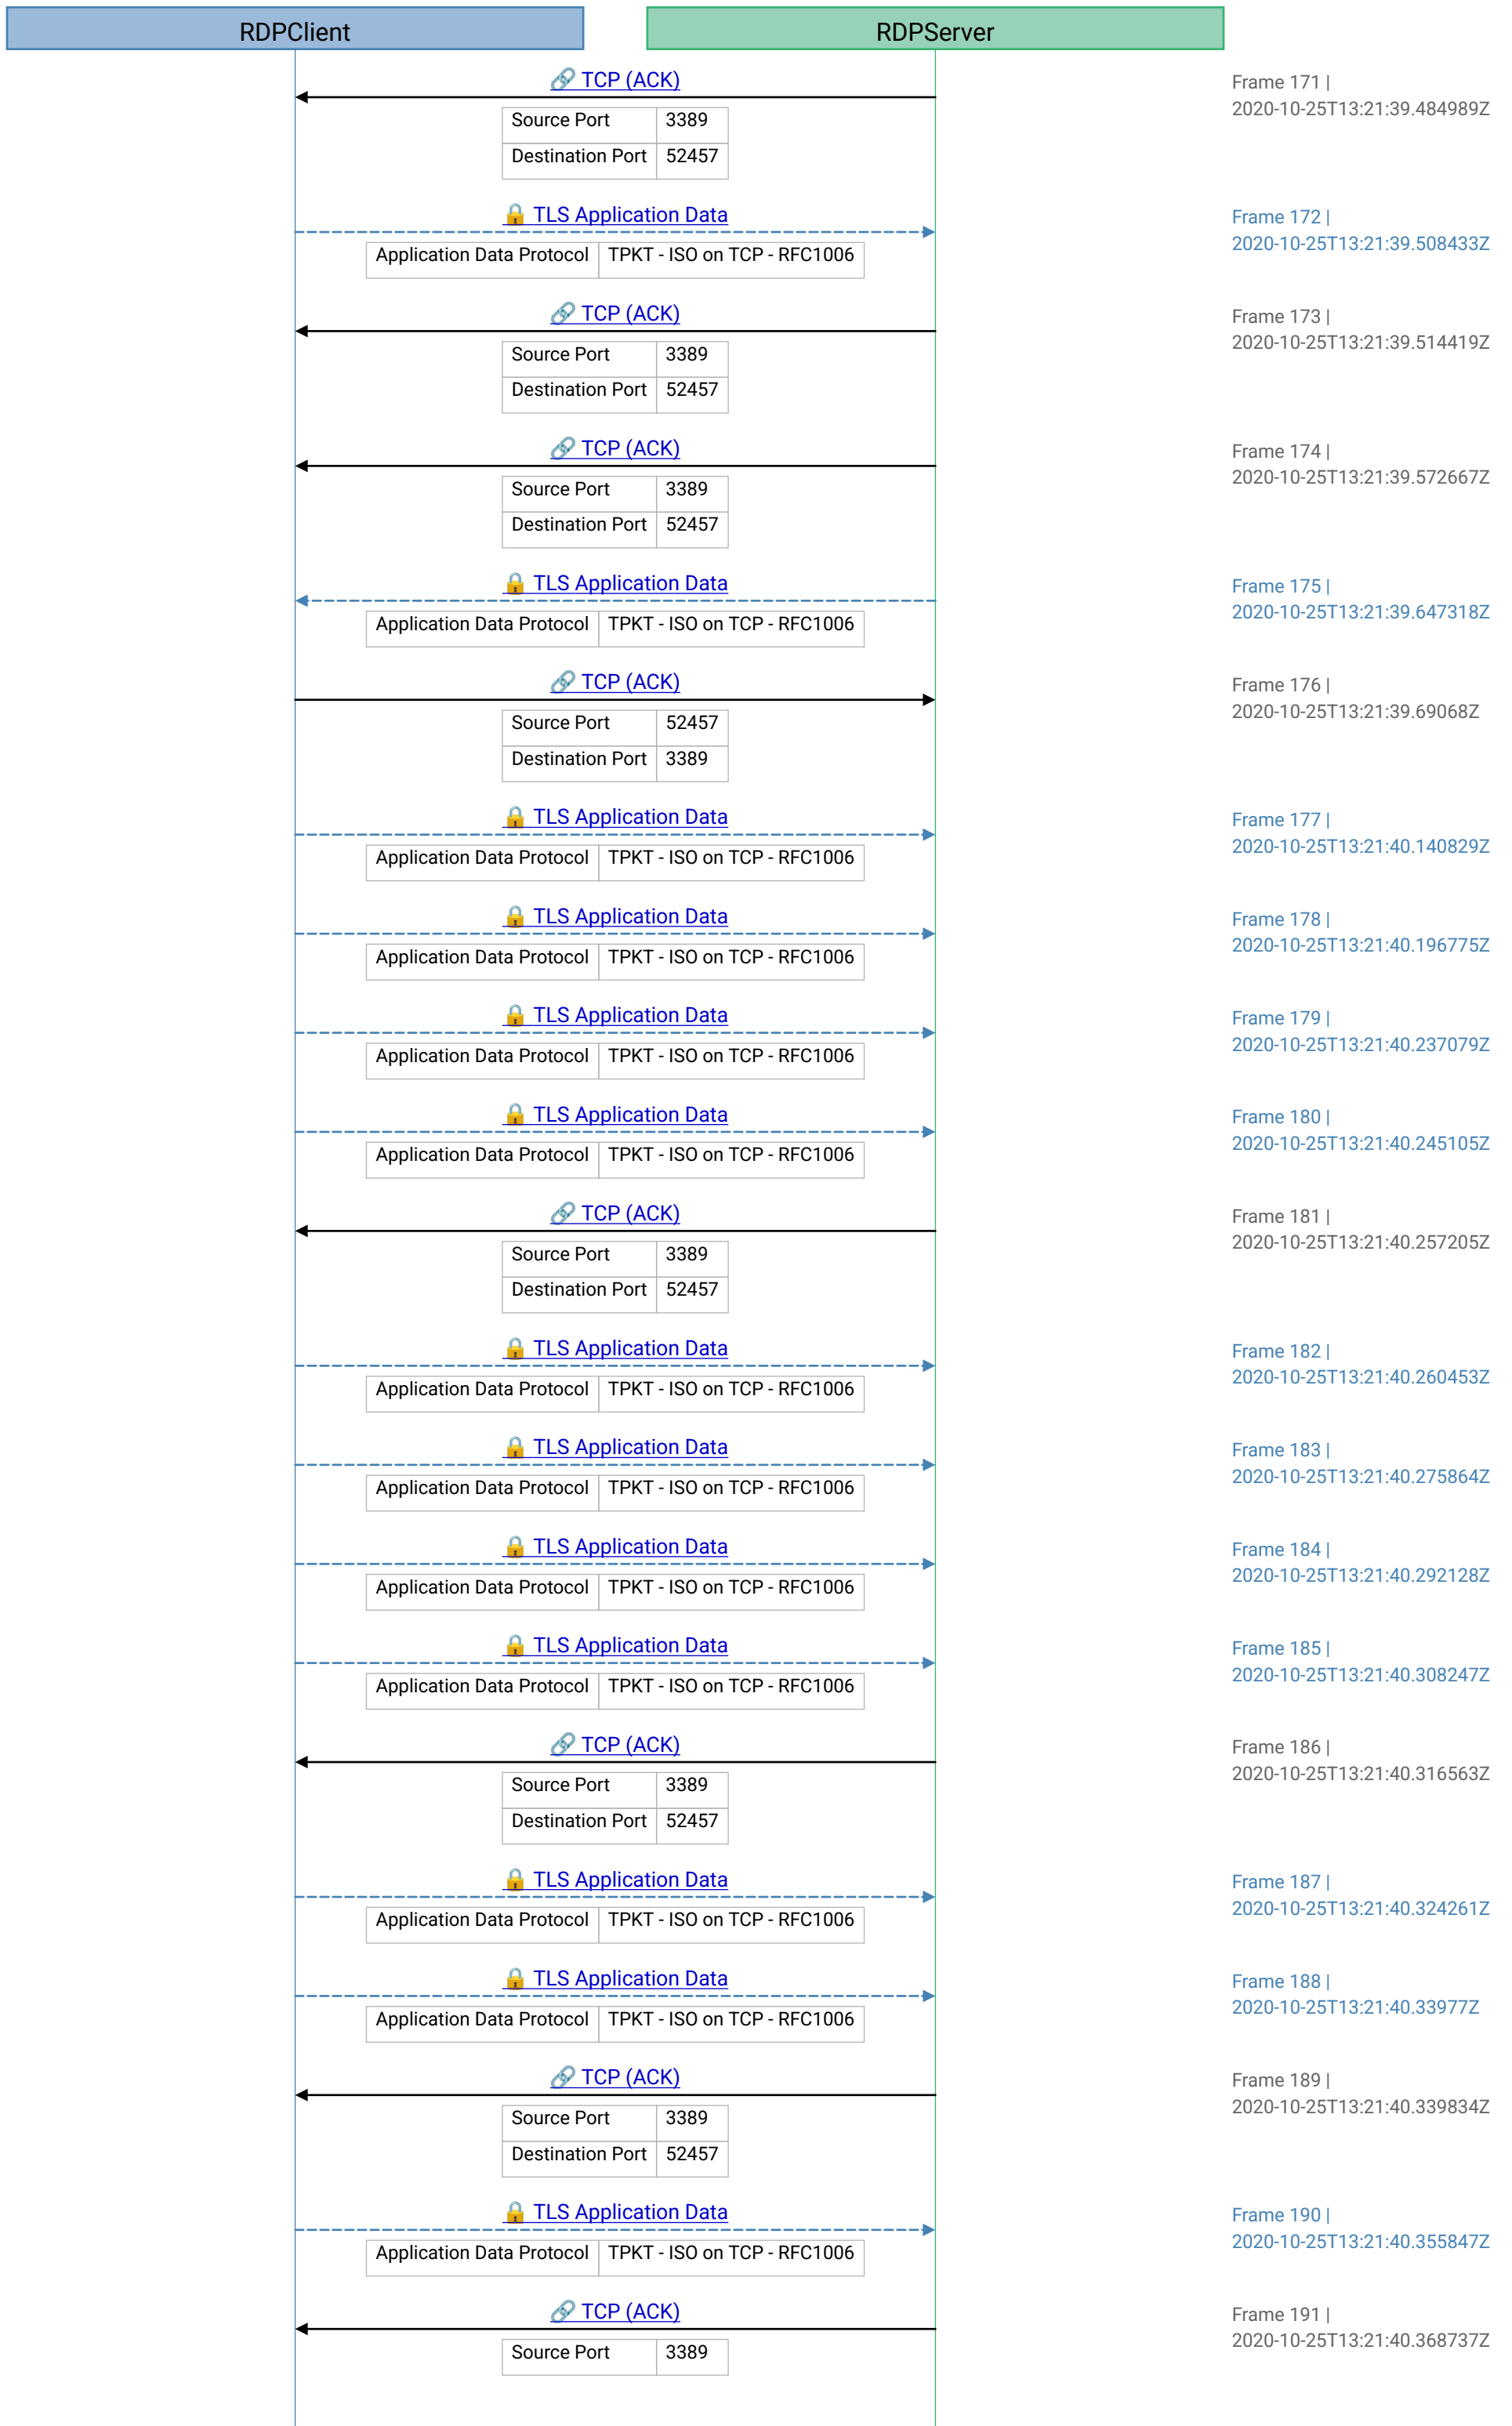 RDPClient
RDPServer
🔗 TCP (ACK)
Frame 171 |
2020-10-25T13:21:39.484989Z
Source Port 3389
Destination Port 52457
🔒 TLS Application Data
Frame 172 |
2020-10-25T13:21:39.508433Z
Application Data Protocol TPKT - ISO on TCP - RFC1006
🔗 TCP (ACK)
Frame 173 |
2020-10-25T13:21:39.514419Z
Source Port 3389
Destination Port 52457
🔗 TCP (ACK)
Frame 174 |
2020-10-25T13:21:39.572667Z
Source Port 3389
Destination Port 52457
🔒 TLS Application Data
Frame 175 |
2020-10-25T13:21:39.647318Z
Application Data Protocol TPKT - ISO on TCP - RFC1006
🔗 TCP (ACK)
Frame 176 |
2020-10-25T13:21:39.69068Z
Source Port 52457
Destination Port 3389
🔒 TLS Application Data
Frame 177 |
2020-10-25T13:21:40.140829Z
Application Data Protocol TPKT - ISO on TCP - RFC1006
🔒 TLS Application Data
Frame 178 |
2020-10-25T13:21:40.196775Z
Application Data Protocol TPKT - ISO on TCP - RFC1006
🔒 TLS Application Data
Frame 179 |
2020-10-25T13:21:40.237079Z
Application Data Protocol TPKT - ISO on TCP - RFC1006
🔒 TLS Application Data
Frame 180 |
2020-10-25T13:21:40.245105Z
Application Data Protocol TPKT - ISO on TCP - RFC1006
🔗 TCP (ACK)
Frame 181 |
2020-10-25T13:21:40.257205Z
Source Port 3389
Destination Port 52457
🔒 TLS Application Data
Frame 182 |
2020-10-25T13:21:40.260453Z
Application Data Protocol TPKT - ISO on TCP - RFC1006
🔒 TLS Application Data
Frame 183 |
2020-10-25T13:21:40.275864Z
Application Data Protocol TPKT - ISO on TCP - RFC1006
🔒 TLS Application Data
Frame 184 |
2020-10-25T13:21:40.292128Z
Application Data Protocol TPKT - ISO on TCP - RFC1006
🔒 TLS Application Data
Frame 185 |
2020-10-25T13:21:40.308247Z
Application Data Protocol TPKT - ISO on TCP - RFC1006
🔗 TCP (ACK)
Frame 186 |
2020-10-25T13:21:40.316563Z
Source Port 3389
Destination Port 52457
🔒 TLS Application Data
Frame 187 |
2020-10-25T13:21:40.324261Z
Application Data Protocol TPKT - ISO on TCP - RFC1006
🔒 TLS Application Data
Frame 188 |
2020-10-25T13:21:40.33977Z
Application Data Protocol TPKT - ISO on TCP - RFC1006
🔗 TCP (ACK)
Frame 189 |
2020-10-25T13:21:40.339834Z
Source Port 3389
Destination Port 52457
🔒 TLS Application Data
Frame 190 |
2020-10-25T13:21:40.355847Z
Application Data Protocol TPKT - ISO on TCP - RFC1006
🔗 TCP (ACK)
Frame 191 |
2020-10-25T13:21:40.368737Z
Source Port 3389